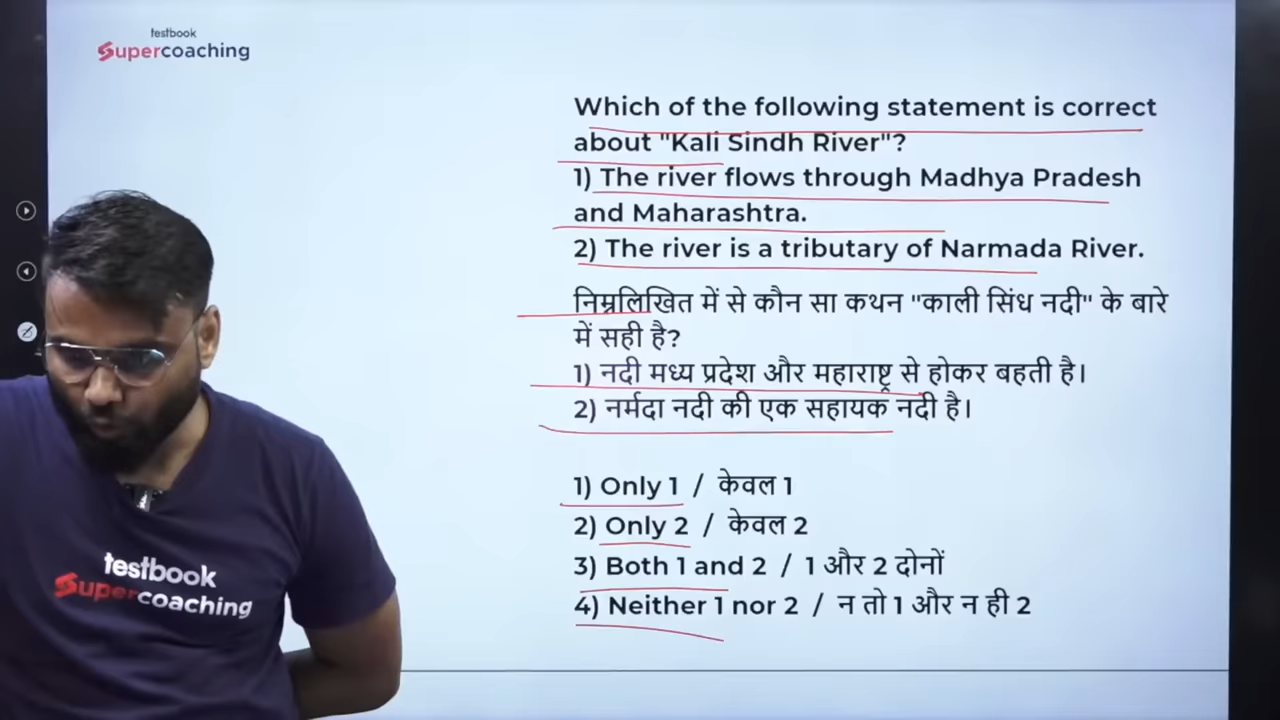 testbook
Supercoaching
Which of the following statement is correct
about "Kali Sindh River"?
1) The river flows through Madhya Pradesh
and Maharashtra.
2) The river is a tributary of Narmada River.
निम्नलिखित में से कौन सा कथन "काली सिंध नदी" के बारे
में सही है?
1) नदी मध्य प्रदेश और महाराष्ट्र से होकर बहती है।
2) नर्मदा नदी की एक सहायक नदी है।
1) Only 1 / केवल 1
2) Only 2 / केवल 2
3) Both 1 and 2 / 1 और 2 दोनों
4) Neither 1 nor 2 / न तो 1 और न ही 2
testbook
Supercoaching